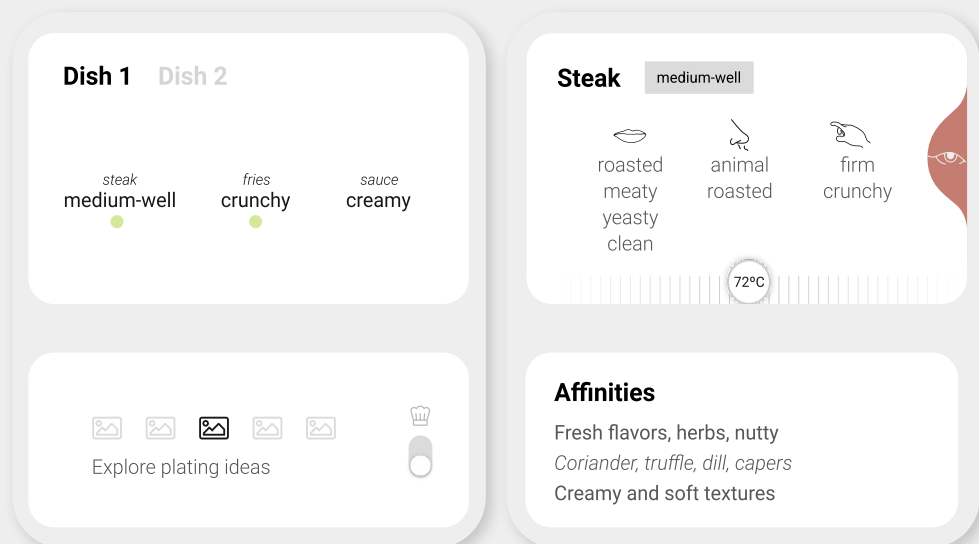 Dish 1 Dish 2
steak fries sauce
medium-well crunchy creamy
Explore plating ideas
Steak medium-well
roasted animal firm
meaty roasted crunchy
yeasty
clean
72ºC
Affinities
Fresh flavors, herbs, nutty
Coriander, truffle, dill, capers
Creamy and soft textures